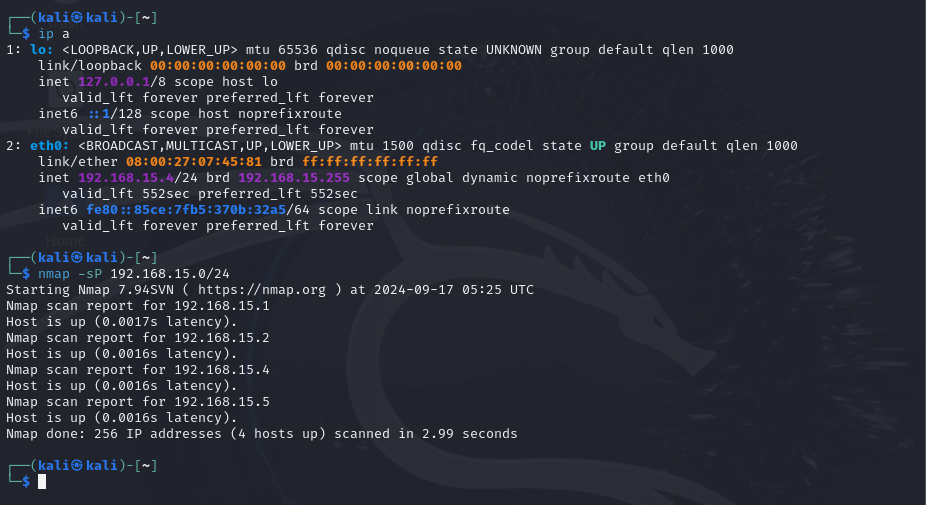 ┌──(kali㉿kali)-[~]
└─$ ip a
1: lo: <LOOPBACK,UP,LOWER_UP> mtu 65536 qdisc noqueue state UNKNOWN group default qlen 1000
    link/loopback 00:00:00:00:00:00 brd 00:00:00:00:00:00
    inet 127.0.0.1/8 scope host lo
       valid_lft forever preferred_lft forever
    inet6 ::1/128 scope host noprefixroute
       valid_lft forever preferred_lft forever
2: eth0: <BROADCAST,MULTICAST,UP,LOWER_UP> mtu 1500 qdisc fq_codel state UP group default qlen 1000
    link/ether 08:00:27:07:45:81 brd ff:ff:ff:ff:ff:ff
    inet 192.168.15.4/24 brd 192.168.15.255 scope global dynamic noprefixroute eth0
       valid_lft 552sec preferred_lft 552sec
    inet6 fe80::85ce:7fb5:370b:32a5/64 scope link noprefixroute
       valid_lft forever preferred_lft forever
Home
┌──(kali㉿kali)-[~]
└─$ nmap -sP 192.168.15.0/24
Starting Nmap 7.94SVN ( https://nmap.org ) at 2024-09-17 05:25 UTC
Nmap scan report for 192.168.15.1
Host is up (0.0017s latency).
Nmap scan report for 192.168.15.2
Host is up (0.0016s latency).
Nmap scan report for 192.168.15.4
Host is up (0.0016s latency).
Nmap scan report for 192.168.15.5
Host is up (0.0016s latency).
Nmap done: 256 IP addresses (4 hosts up) scanned in 2.99 seconds
┌──(kali㉿kali)-[~]
└─$